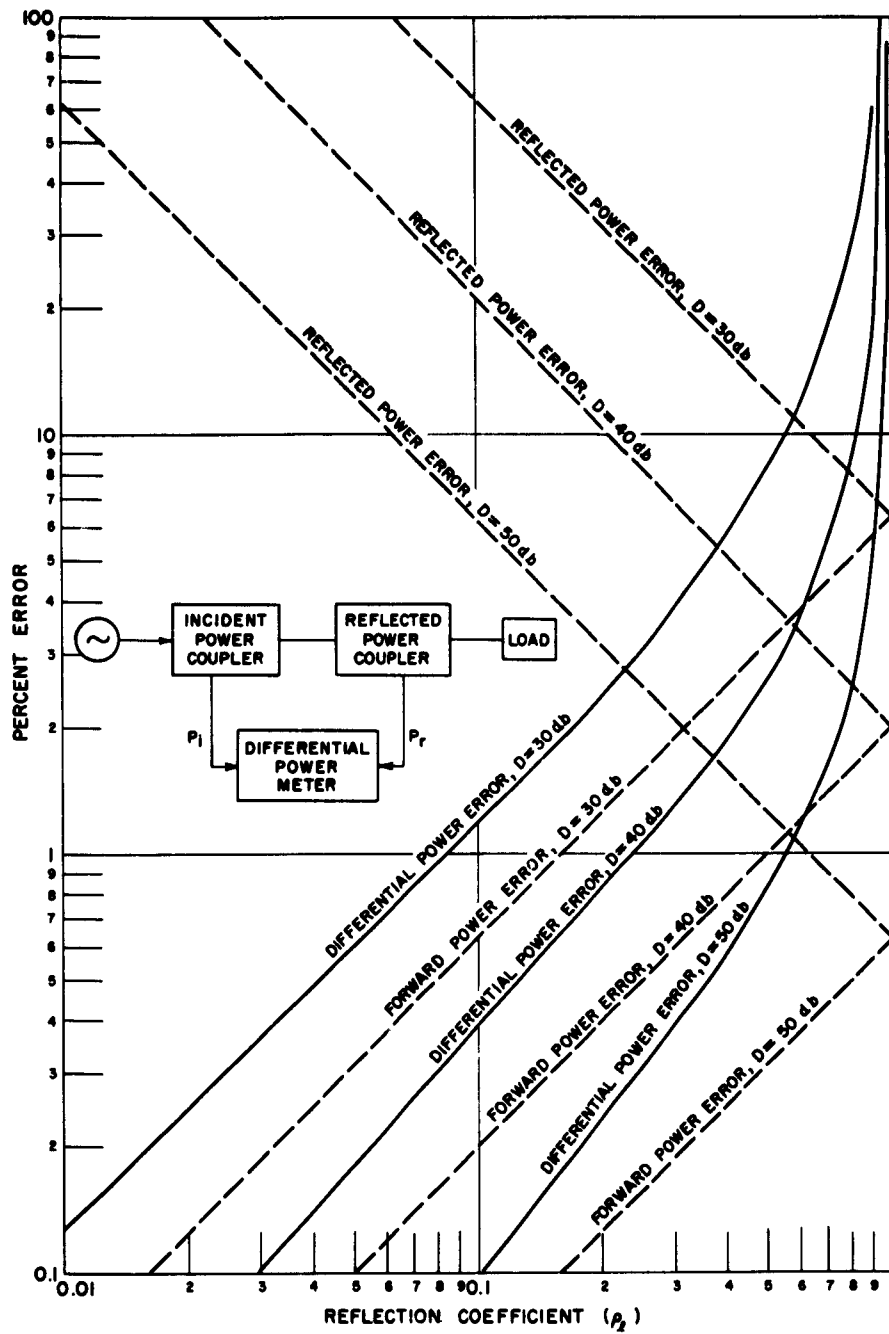 100
9
8
7
6
5
4
3
2
10
9
8
7
6
5
4
3
2
1
9
8
7
6
5
4
3
2
0.1
PERCENT ERROR
REFLECTED POWER ERROR, D = 30 db
REFLECTED POWER ERROR, D = 40 db
REFLECTED POWER ERROR, D = 50 db
INCIDENT
POWER
COUPLER
REFLECTED
POWER
COUPLER
LOAD
Pi
Pr
DIFFERENTIAL
POWER
METER
DIFFERENTIAL POWER ERROR, D = 30 db
FORWARD POWER ERROR, D = 30 db
DIFFERENTIAL POWER ERROR, D = 40 db
FORWARD POWER ERROR, D = 40 db
DIFFERENTIAL POWER ERROR, D = 50 db
FORWARD POWER ERROR, D = 50 db
0.01 2 3 4 5 6 7 8 9 0.1 2 3 4 5 6 7 8 9
REFLECTION COEFFICIENT (ρ₂)